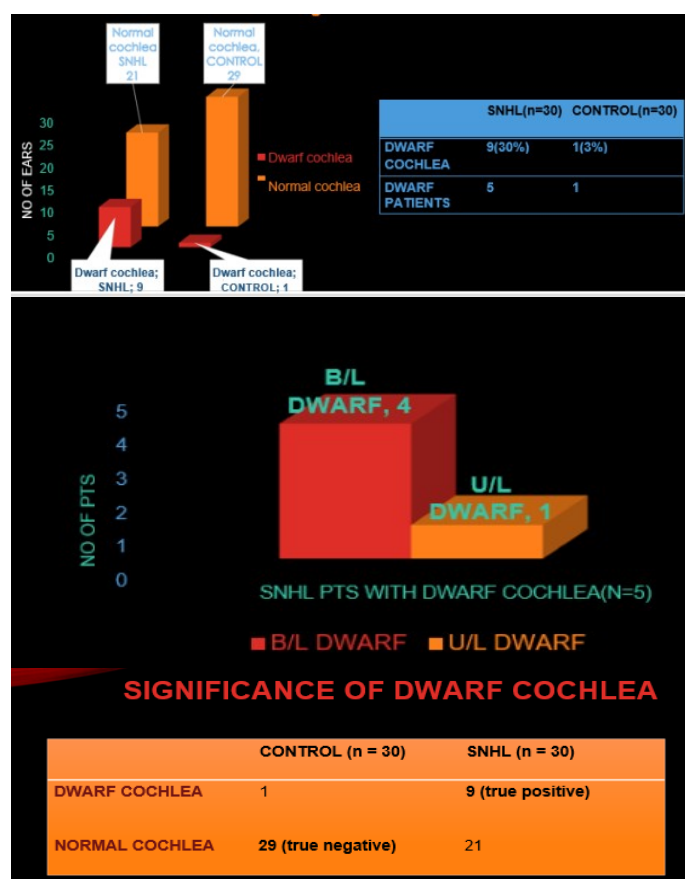 Normal
cochlea
SNHL
21
Normal
cochlea,
CONTROL
29
NO OF EARS
30
25
20
15
10
5
0
Dwarf cochlea
Normal cochlea
Dwarf cochlea;
SNHL; 9
Dwarf cochlea;
CONTROL; 1
SNHL(n=30) CONTROL(n=30)
DWARF COCHLEA 9(30%) 1(3%)
DWARF PATIENTS 5 1
B/L
DWARF, 4
U/L
DWARF, 1
NO OF PTS
5
4
3
2
1
0
SNHL PTS WITH DWARF COCHLEA(N=5)
B/L DWARF U/L DWARF
SIGNIFICANCE OF DWARF COCHLEA
CONTROL (n = 30) SNHL (n = 30)
DWARF COCHLEA 1 9 (true positive)
NORMAL COCHLEA 29 (true negative) 21